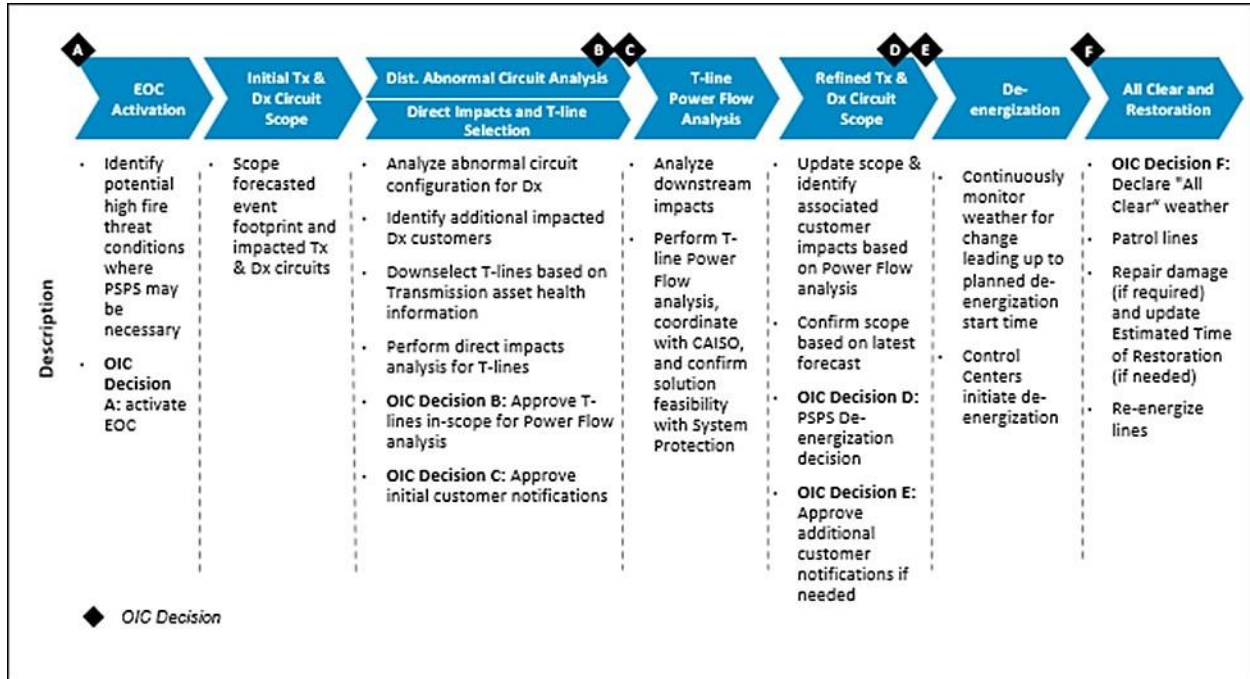 A
B
C
D
E
F
EOC
Activation
Initial Tx &
Dx Circuit
Scope
Dist. Abnormal Circuit Analysis
Direct Impacts and T-line
Selection
T-line
Power Flow
Analysis
Refined Tx &
Dx Circuit
Scope
De-
energization
All Clear and
Restoration
Description
· Identify
potential
high fire
threat
conditions
where
PSPS may
be
necessary
· OIC
Decision
A: activate
EOC
· Scope
forecasted
event
footprint and
impacted Tx
& Dx circuits
· Analyze abnormal circuit
configuration for Dx
· Identify additional impacted
Dx customers
· Downselect T-lines based on
Transmission asset health
information
· Perform direct impacts
analysis for T-lines
· OIC Decision B: Approve T-
lines in-scope for Power Flow
analysis
· OIC Decision C: Approve
initial customer notifications
· Analyze
downstream
impacts
· Perform T-
line Power
Flow
analysis,
coordinate
with CAISO,
and confirm
solution
feasibility
with System
Protection
· Update scope &
identify
associated
customer
impacts based
on Power Flow
analysis
· Confirm scope
based on latest
forecast
· OIC Decision D:
PSPS De-
energization
decision
· OIC Decision E:
Approve
additional
customer
notifications if
needed
· Continuously
monitor
weather for
change
leading up to
planned de-
energization
start time
· Control
Centers
initiate de-
energization
· OIC Decision F:
Declare "All
Clear" weather
· Patrol lines
· Repair damage
(if required)
and update
Estimated Time
of Restoration
(if needed)
· Re-energize
lines
OIC Decision